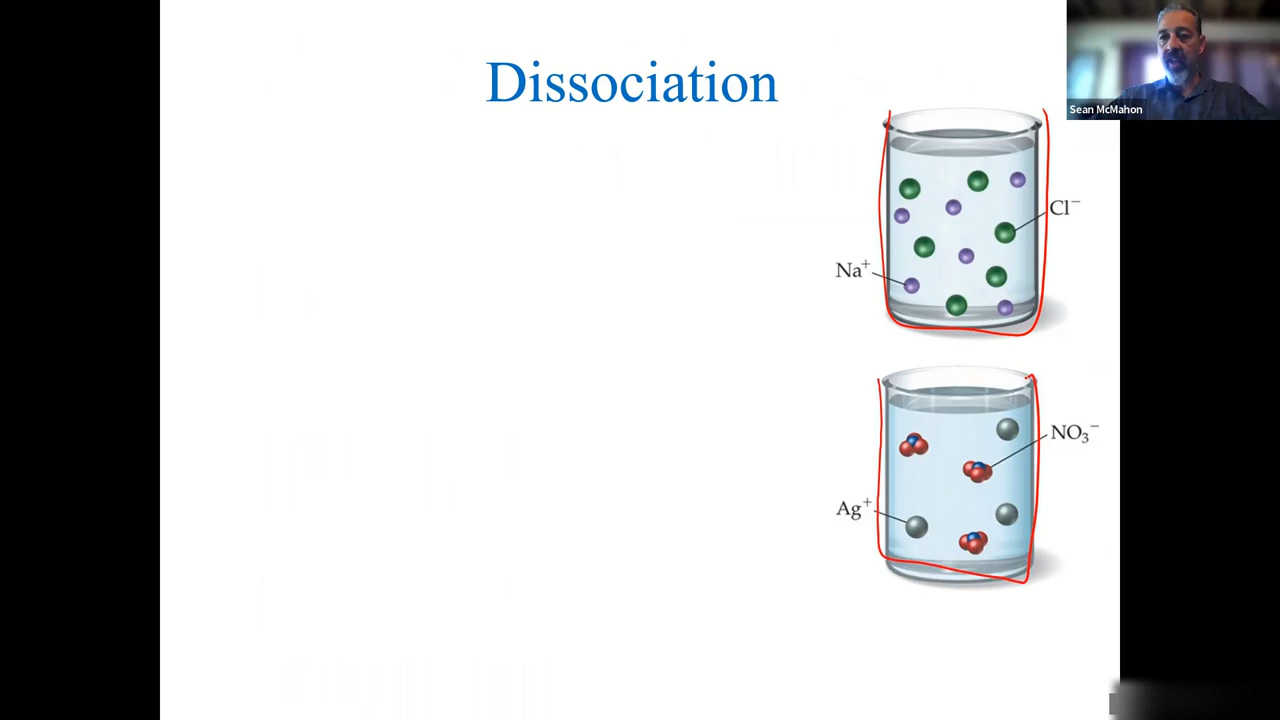 Dissociation
Sean McMahon
Cl⁻
Na⁺
NO₃⁻
Ag⁺